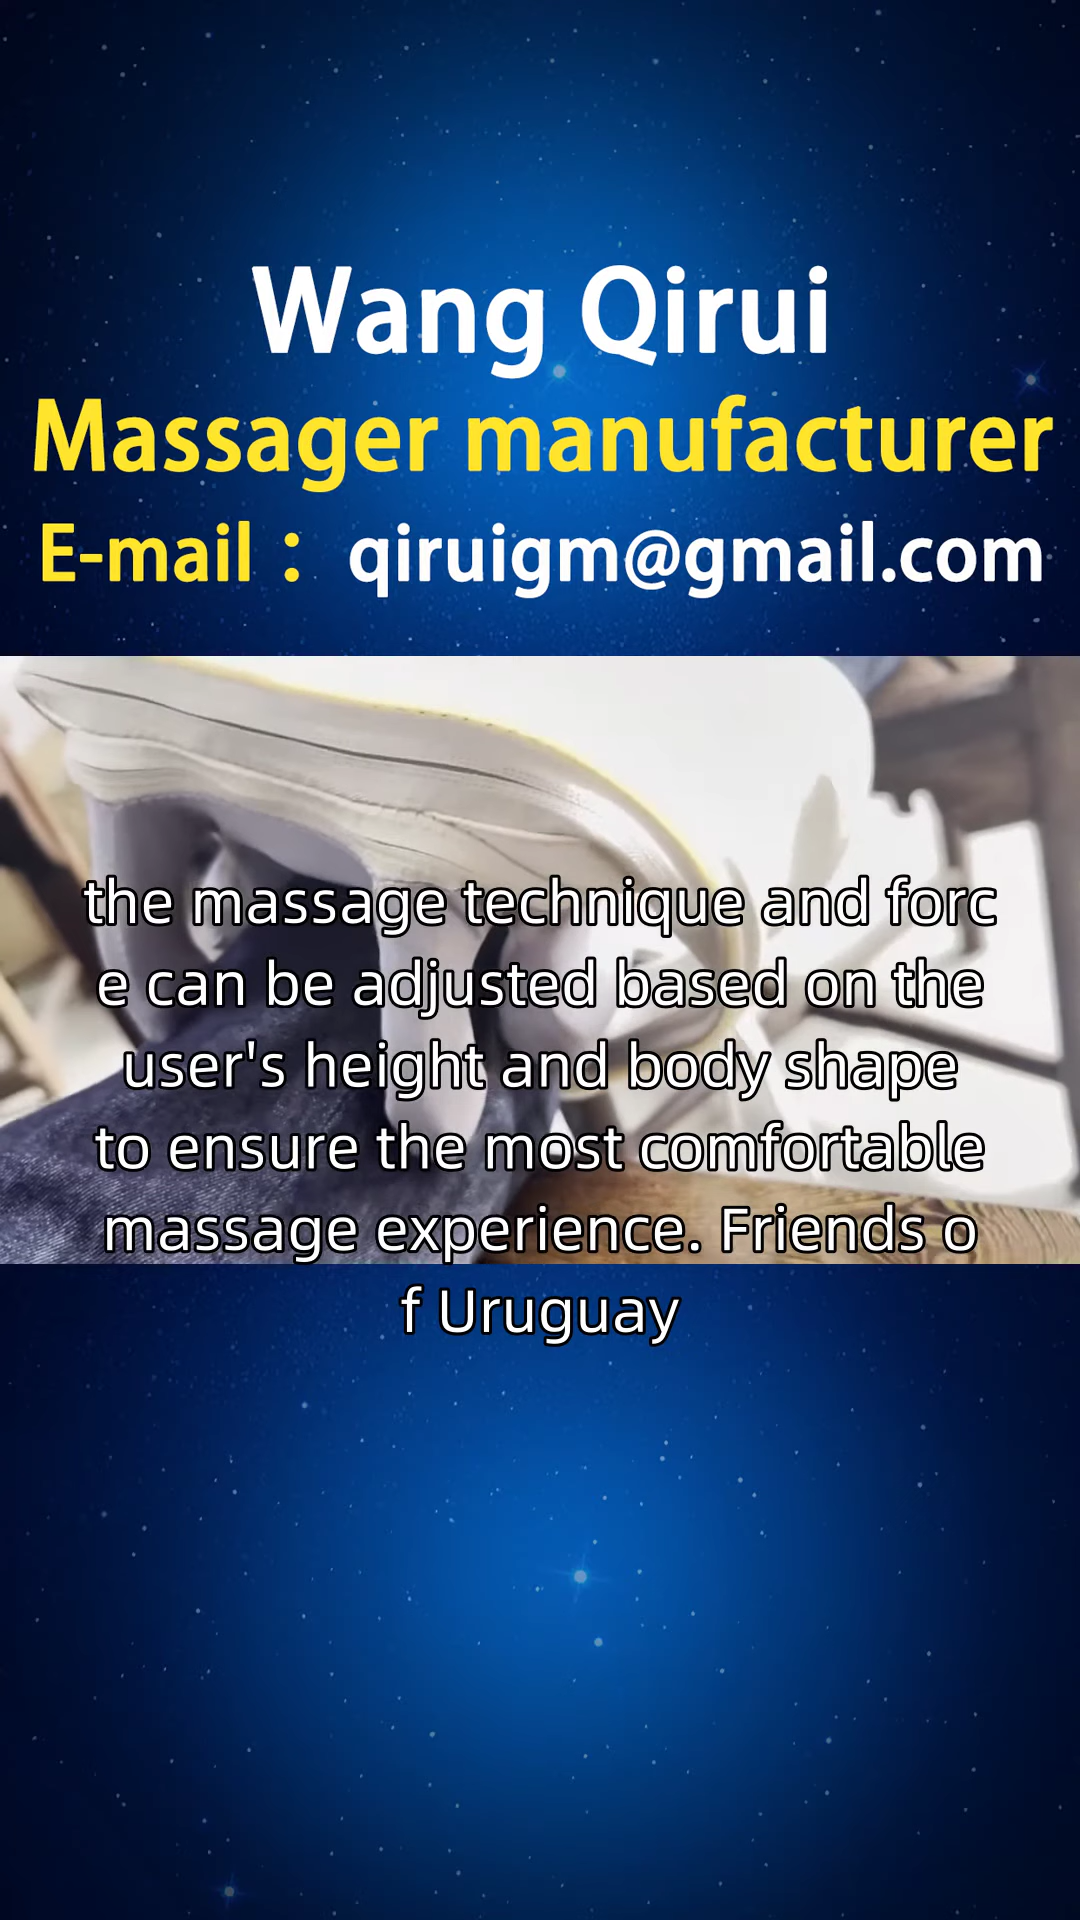 Wang Qirui
Massager manufacturer
E-mail： qiruigm@gmail.com
the massage technique and forc
e can be adjusted based on the
user's height and body shape
to ensure the most comfortable
massage experience. Friends o
f Uruguay